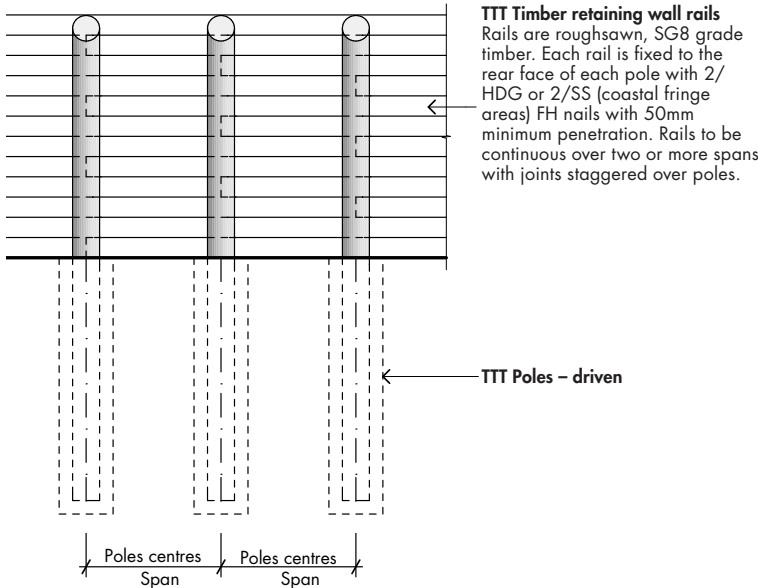 TTT Timber retaining wall rails
Rails are roughsawn, SG8 grade
timber. Each rail is fixed to the
rear face of each pole with 2/
HDG or 2/SS (coastal fringe
areas) FH nails with 50mm
minimum penetration. Rails to be
continuous over two or more spans
with joints staggered over poles.
TTT Poles – driven
Poles centres
Span
Poles centres
Span